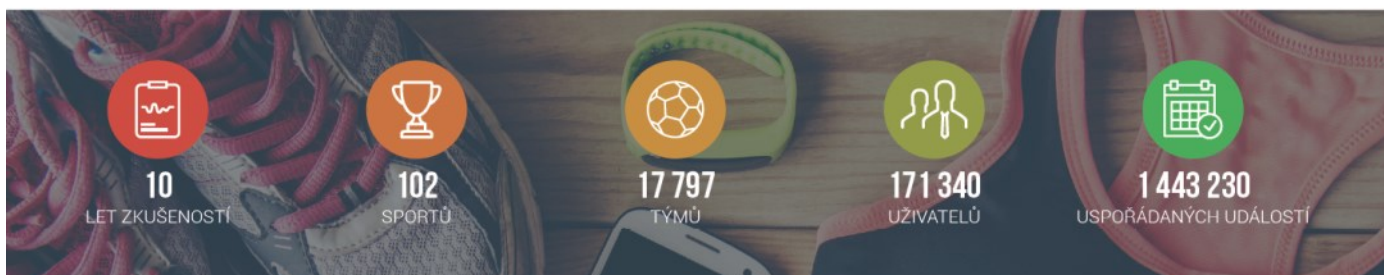 10
LET ZKUŠENOSTÍ
102
SPORTŮ
17 797
TÝMŮ
171 340
UŽIVATELŮ
1 443 230
USPOŘÁDANÝCH UDÁLOSTÍ